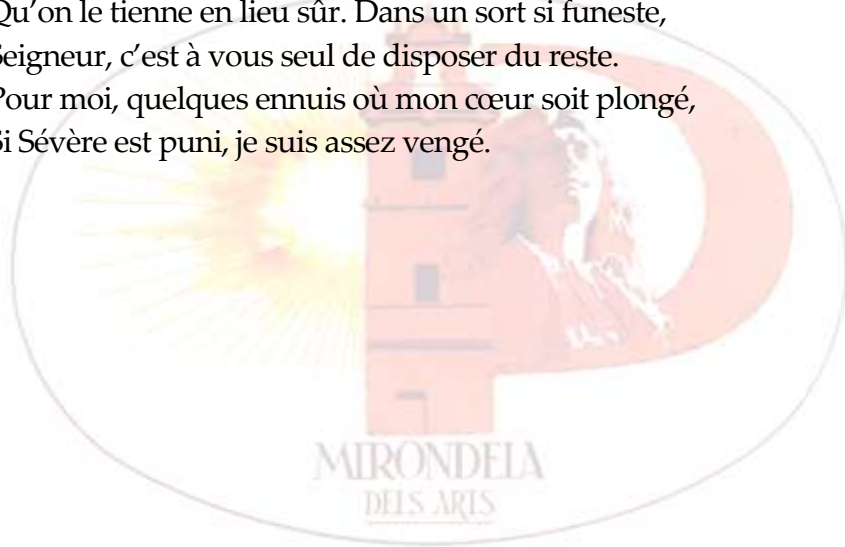 Qu’on le tienne en lieu sûr. Dans un sort si funeste,
Seigneur, c’est à vous seul de disposer du reste.
Pour moi, quelques ennuis où mon cœur soit plongé,
Si Sévère est puni, je suis assez vengé.
MIRONDELA
DELS ARTS